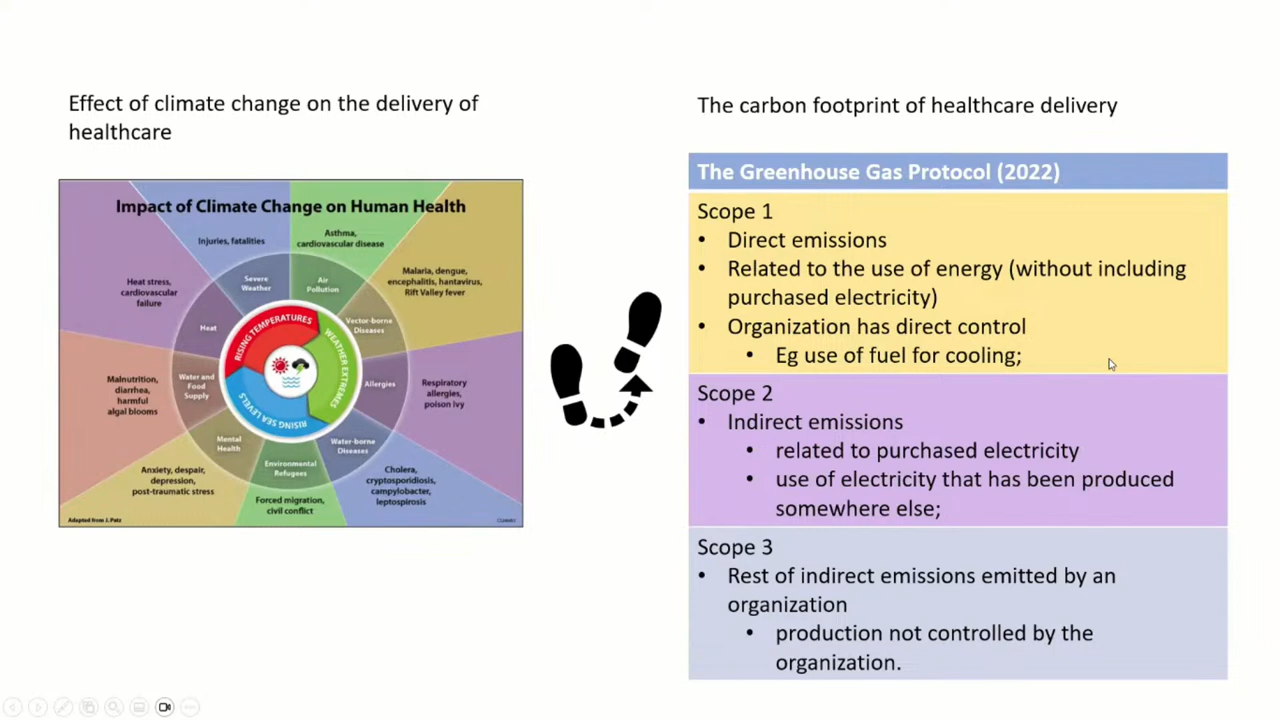 Effect of climate change on the delivery of
healthcare
Impact of Climate Change on Human Health
Injuries, fatalities
Asthma,
cardiovascular disease
Heat stress,
cardiovascular
failure
Severe
Weather
Air
Pollution
Malaria, dengue,
encephalitis, hantavirus,
Rift Valley fever
Heat
Vector-borne
Diseases
RISING TEMPERATURES
WEATHER EXTREMES
RISING SEA LEVELS
Malnutrition,
diarrhea,
harmful
algal blooms
Water and
Food
Supply
Allergies
Respiratory
allergies,
poison ivy
Mental
Health
Water-borne
Diseases
Environmental
Refugees
Anxiety, despair,
depression,
post-traumatic stress
Forced migration,
civil conflict
Cholera,
cryptosporidiosis,
campylobacter,
leptospirosis
Adapted from J. Patz
The carbon footprint of healthcare delivery
The Greenhouse Gas Protocol (2022)
Scope 1
• Direct emissions
• Related to the use of energy (without including
purchased electricity)
• Organization has direct control
• Eg use of fuel for cooling;
Scope 2
• Indirect emissions
• related to purchased electricity
• use of electricity that has been produced
somewhere else;
Scope 3
• Rest of indirect emissions emitted by an
organization
• production not controlled by the
organization.